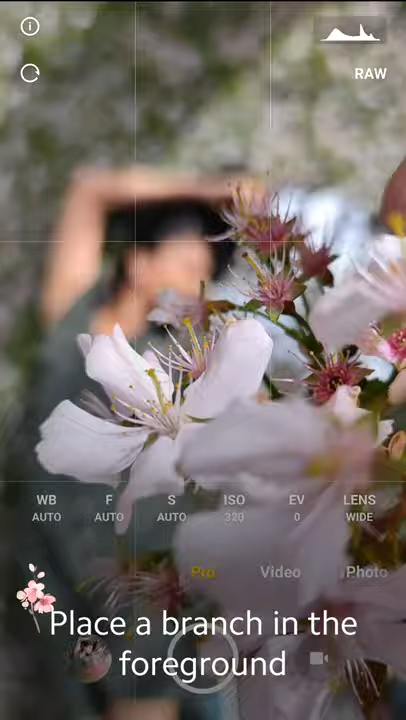 RAW
WB F S ISO EV LENS
AUTO AUTO AUTO 320 0 WIDE
Pro Video Photo
Place a branch in the
foreground